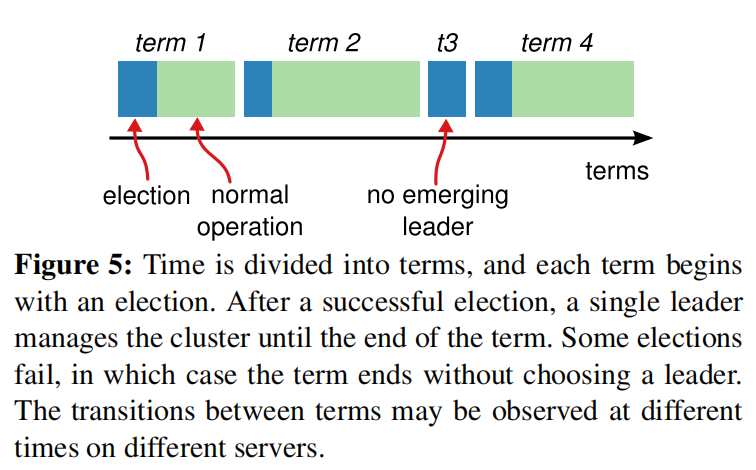 term 1 term 2 t3 term 4
terms
election normal operation no emerging leader
Figure 5: Time is divided into terms, and each term begins
with an election. After a successful election, a single leader
manages the cluster until the end of the term. Some elections
fail, in which case the term ends without choosing a leader.
The transitions between terms may be observed at different
times on different servers.